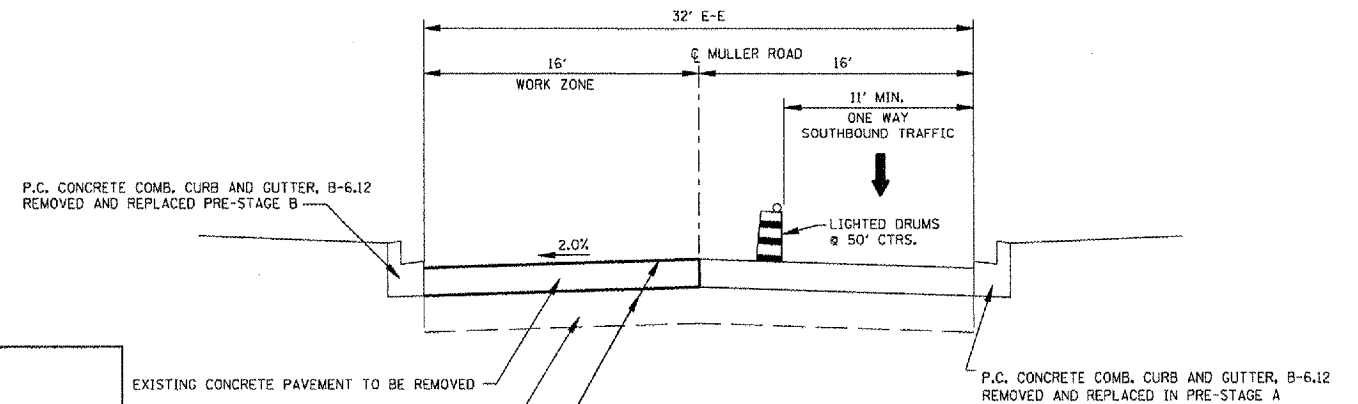 32' E-E
℄ MULLER ROAD
16'
16'
WORK ZONE
11' MIN.
ONE WAY
SOUTHBOUND TRAFFIC
P.C. CONCRETE COMB. CURB AND GUTTER, B-6.12
REMOVED AND REPLACED PRE-STAGE B
LIGHTED DRUMS
@ 50' CTRS.
2.0%
EXISTING CONCRETE PAVEMENT TO BE REMOVED
P.C. CONCRETE COMB. CURB AND GUTTER, B-6.12
REMOVED AND REPLACED IN PRE-STAGE A